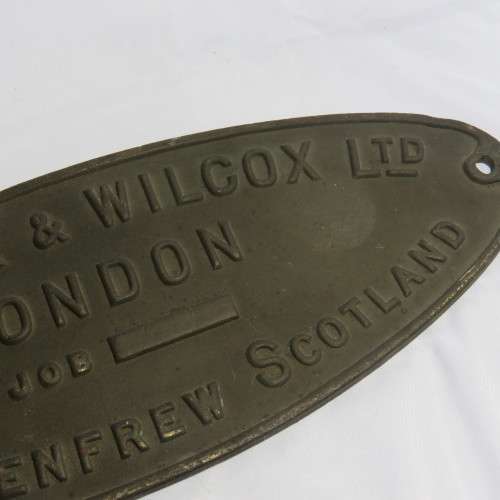 & WILCOX LTD
ONDON
JOB
ENFREW SCOTLAND